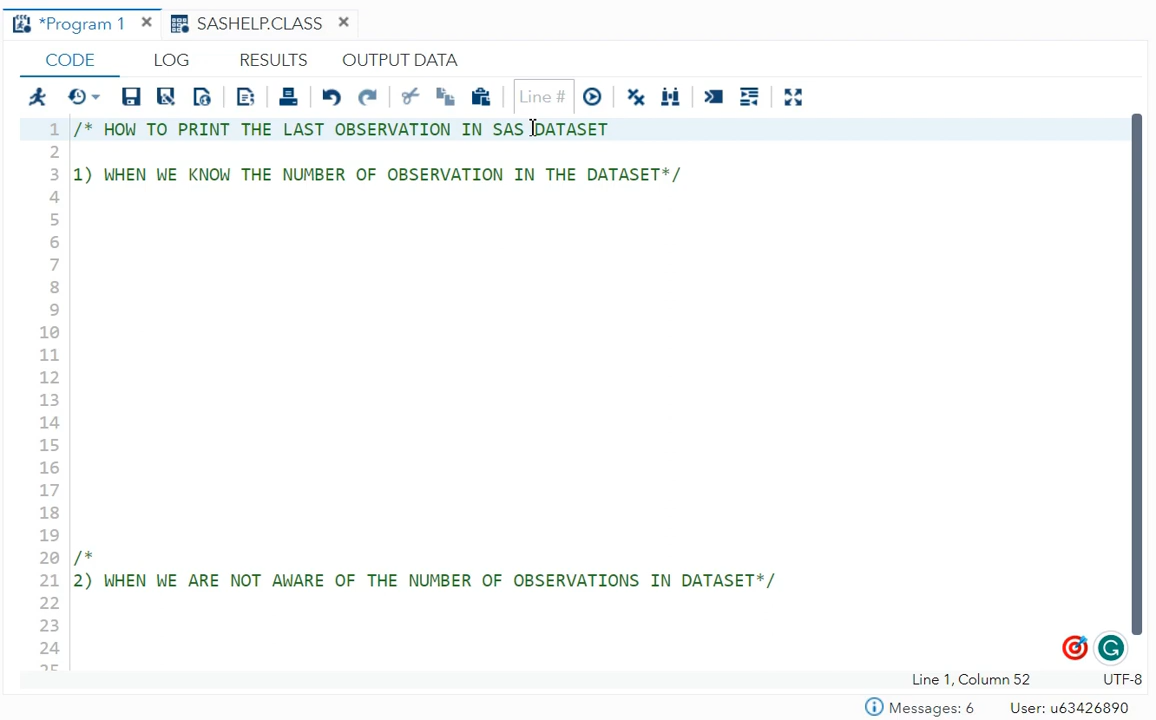 *Program 1 × SASHELP.CLASS ×
CODE LOG RESULTS OUTPUT DATA
Line #
1 /* HOW TO PRINT THE LAST OBSERVATION IN SAS DATASET
2
3 1) WHEN WE KNOW THE NUMBER OF OBSERVATION IN THE DATASET*/
4
5
6
7
8
9
10
11
12
13
14
15
16
17
18
19
20 /*
21 2) WHEN WE ARE NOT AWARE OF THE NUMBER OF OBSERVATIONS IN DATASET*/
22
23
24
25
Line 1, Column 52 UTF-8
Messages: 6 User: u63426890